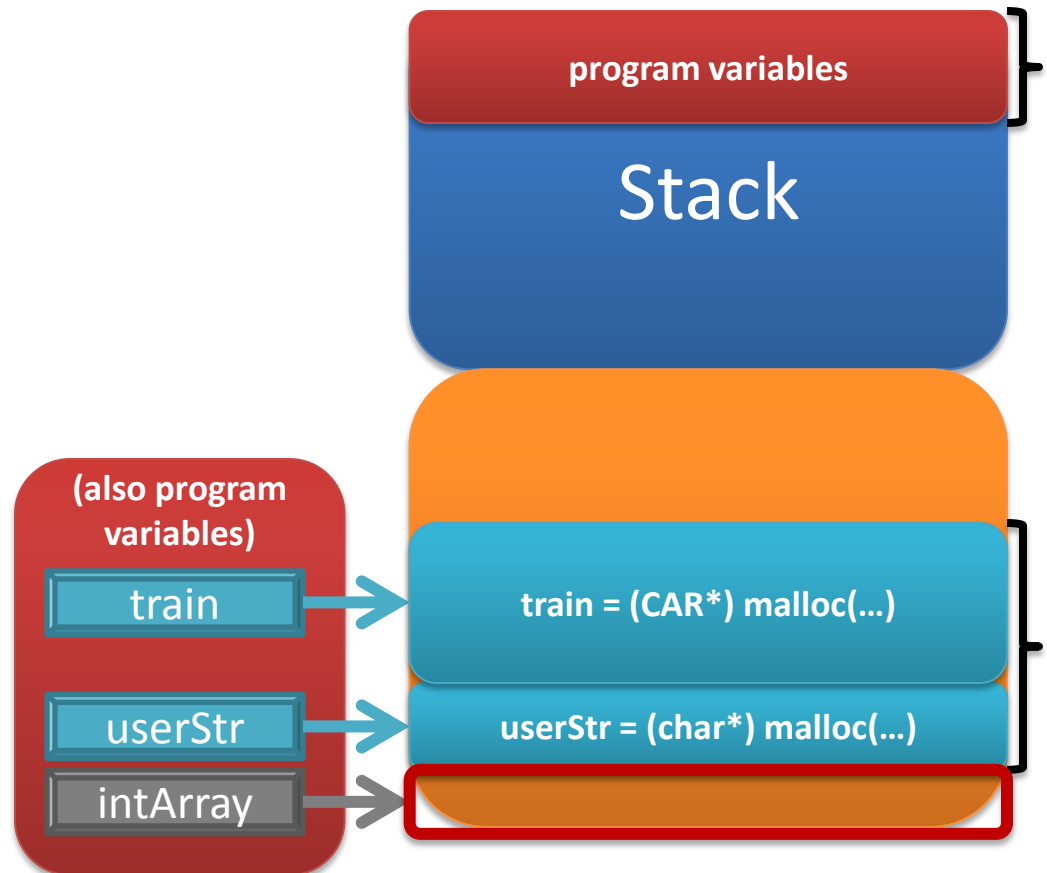 program variables
Stack
(also program
variables)
train
train = (CAR*) malloc(…)
userStr
userStr = (char*) malloc(…)
intArray